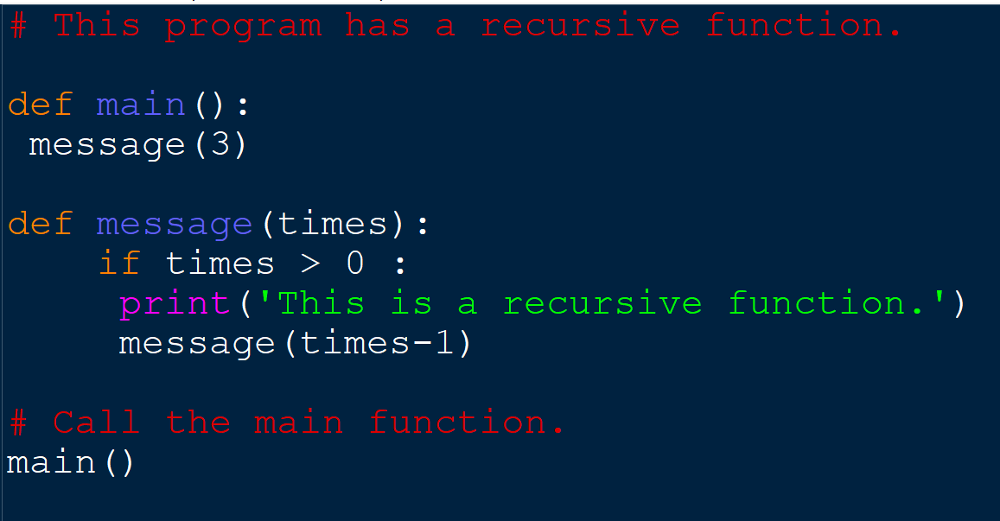 # This program has a recursive function.
def main():
 message(3)
def message(times):
    if times > 0 :
     print('This is a recursive function.')
     message(times-1)
# Call the main function.
main()